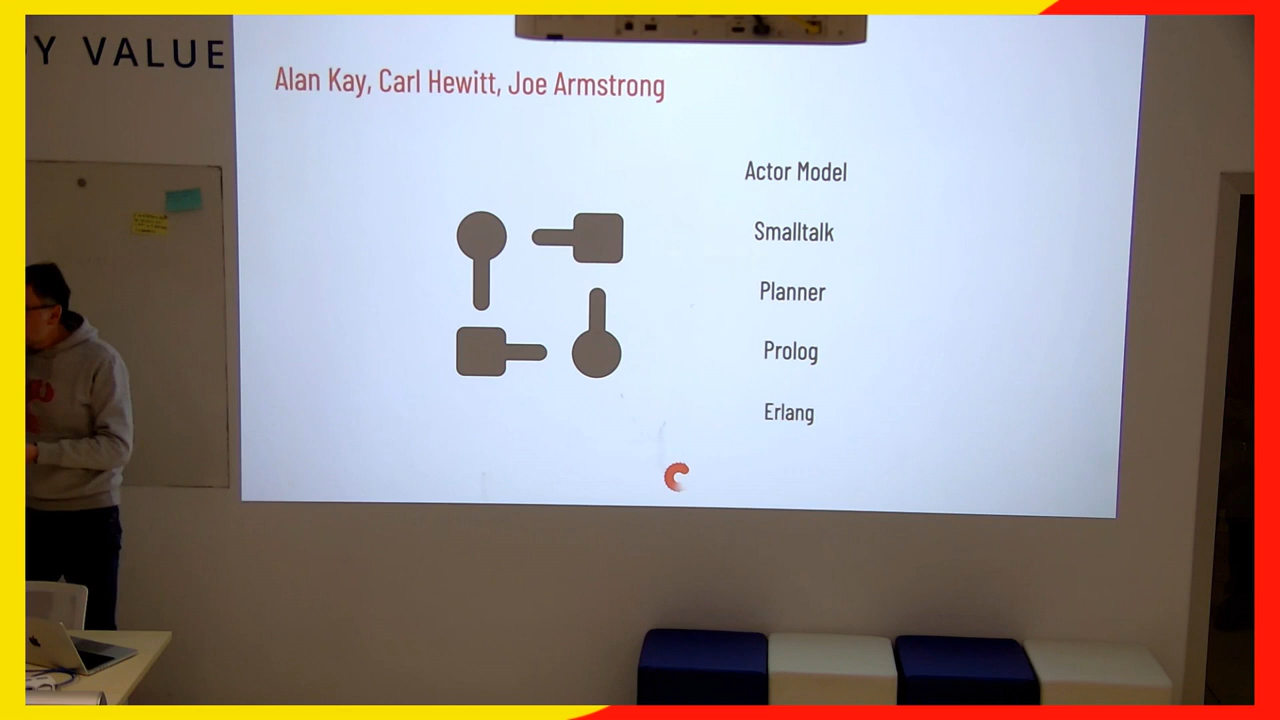 Y VALUE
Alan Kay, Carl Hewitt, Joe Armstrong
Actor Model
Smalltalk
Planner
Prolog
Erlang